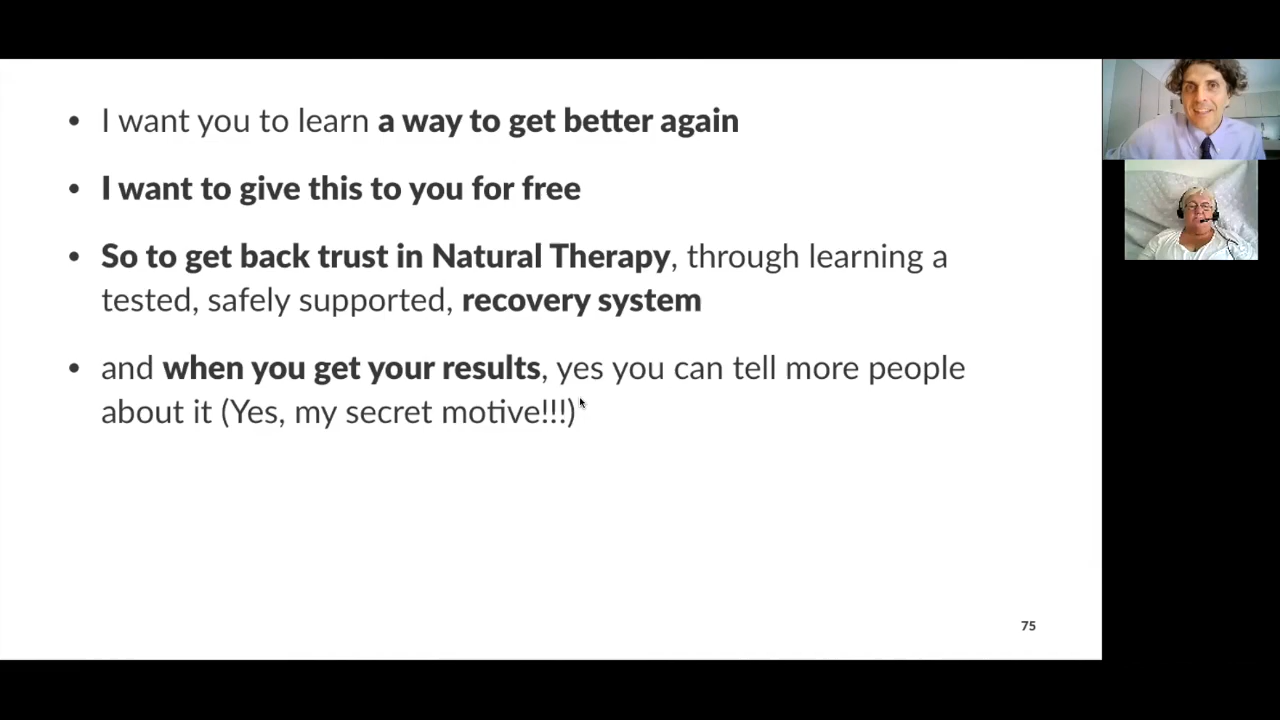 • I want you to learn a way to get better again
• I want to give this to you for free
• So to get back trust in Natural Therapy, through learning a
tested, safely supported, recovery system
• and when you get your results, yes you can tell more people
about it (Yes, my secret motive!!!)
75